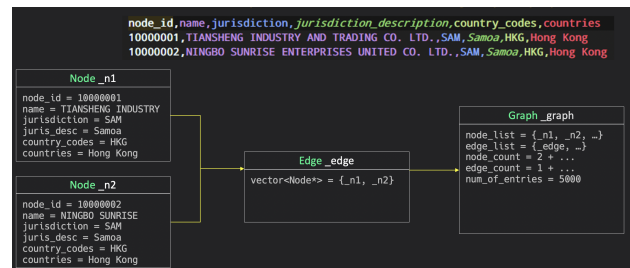 node_id,name,jurisdiction,jurisdiction_description,country_codes,countries
10000001,TIANSHENG INDUSTRY AND TRADING CO. LTD.,SAM,Samoa,HKG,Hong Kong
10000002,NINGBO SUNRISE ENTERPRISES UNITED CO. LTD.,SAM,Samoa,HKG,Hong Kong
Node _n1
node_id = 10000001
name = TIANSHENG INDUSTRY
jurisdiction = SAM
juris_desc = Samoa
country_codes = HKG
countries = Hong Kong
Node _n2
node_id = 10000002
name = NINGBO SUNRISE
jurisdiction = SAM
juris_desc = Samoa
country_codes = HKG
countries = Hong Kong
Edge _edge
vector<Node*> = {_n1, _n2}
Graph _graph
node_list = {_n1, _n2, …}
edge_list = {_edge, …}
node_count = 2 + ...
edge_count = 1 + ...
num_of_entries = 5000